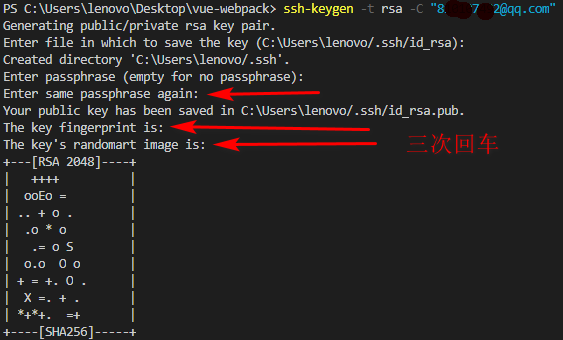 PS C:\Users\lenovo\Desktop\vue-webpack> ssh-keygen -t rsa -C "8 7 2@qq.com"
Generating public/private rsa key pair.
Enter file in which to save the key (C:\Users\lenovo/.ssh/id_rsa):
Created directory 'C:\Users\lenovo/.ssh'.
Enter passphrase (empty for no passphrase):
Enter same passphrase again:
Your public key has been saved in C:\Users\lenovo/.ssh/id_rsa.pub.
The key fingerprint is:
The key's randomart image is:
三次回车
+---[RSA 2048]----+
|   ++++          |
|  ooEo =         |
| .. + o .        |
|  .o * o         |
|   .= o S        |
|  o.o  O o       |
| + = +. O .      |
|  X =. + .       |
| *+*+.  =+       |
+----[SHA256]-----+